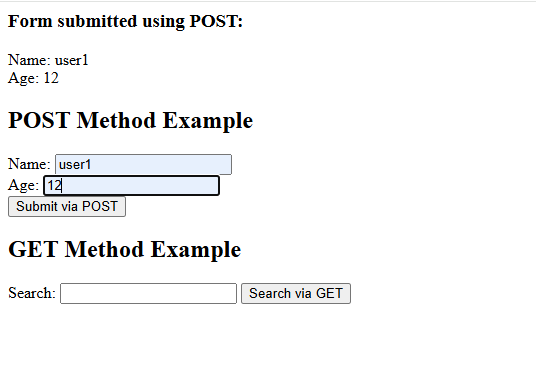 Form submitted using POST:
Name: user1
Age: 12
POST Method Example
Name: user1
Age: 12
Submit via POST
GET Method Example
Search: Search via GET